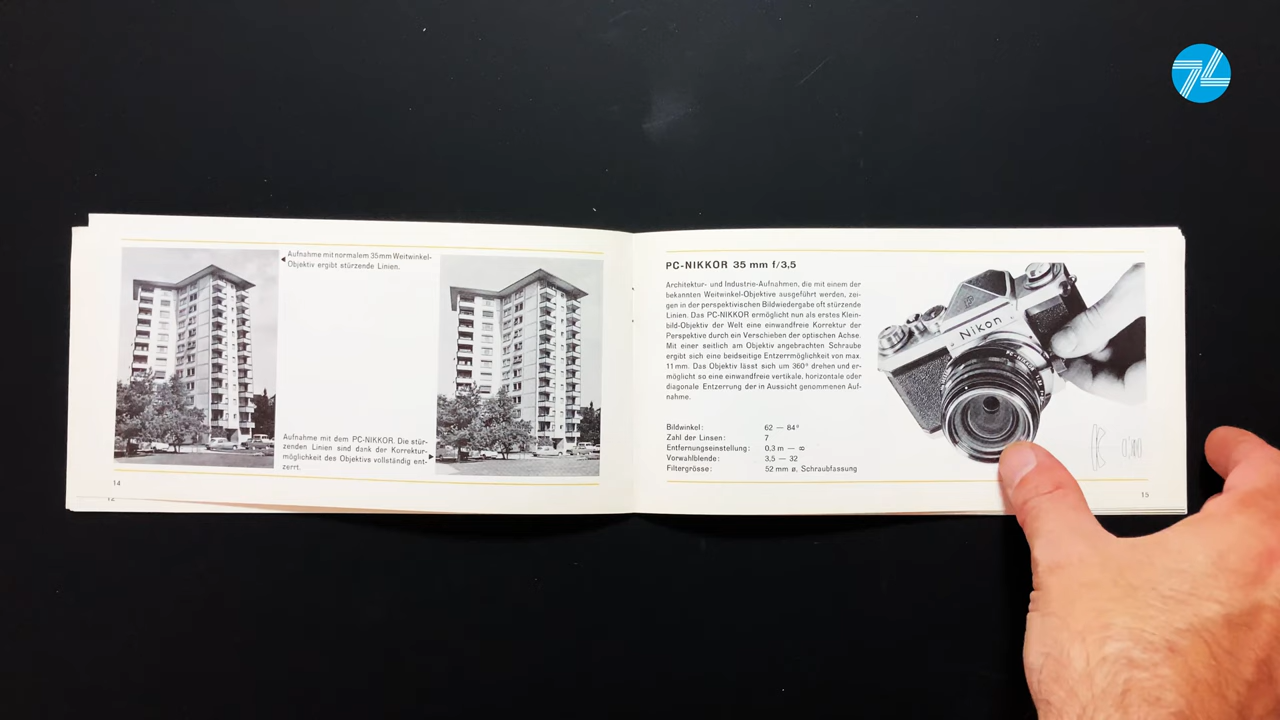 Aufnahme mit normalem 35mm Weitwinkel-
Objektiv ergibt stürzende Linien.
Aufnahme mit dem PC-NIKKOR. Die stür-
zenden Linien sind dank der Korrektur-
möglichkeit des Objektivs vollständig ent-
zerrt.
14
PC-NIKKOR 35 mm f/3,5
Architektur- und Industrie-Aufnahmen, die mit einem der
bekannten Weitwinkel-Objektive ausgeführt werden, zei-
gen in der perspektivischen Bildwiedergabe oft stürzende
Linien. Das PC-NIKKOR ermöglicht nun als erstes Klein-
bild-Objektiv der Welt eine einwandfreie Korrektur der
Perspektive durch ein Verschieben der optischen Achse.
Mit einer seitlich am Objektiv angebrachten Schraube
ergibt sich eine beidseitige Entzerrmöglichkeit von max.
11 mm. Das Objektiv lässt sich um 360° drehen und er-
möglicht so eine einwandfreie vertikale, horizontale oder
diagonale Entzerrung der in Aussicht genommenen Auf-
nahme.
Bildwinkel: 62 — 84°
Zahl der Linsen: 7
Entfernungseinstellung: 0.3 m — ∞
Vorwahlblende: 3,5 — 32
Filtergrösse: 52 mm ø. Schraubfassung
Nikon
15